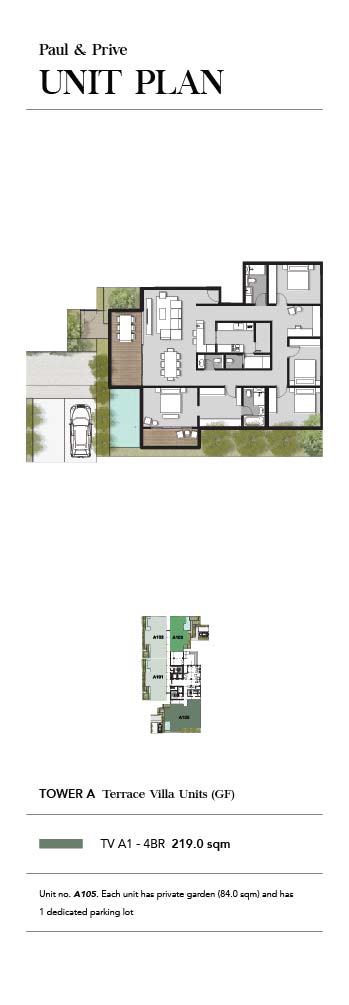 Paul & Prive
UNIT PLAN
A102
A103
A101
A105
TOWER A Terrace Villa Units (GF)
TV A1 - 4BR 219.0 sqm
Unit no. A105. Each unit has private garden (84.0 sqm) and has
1 dedicated parking lot